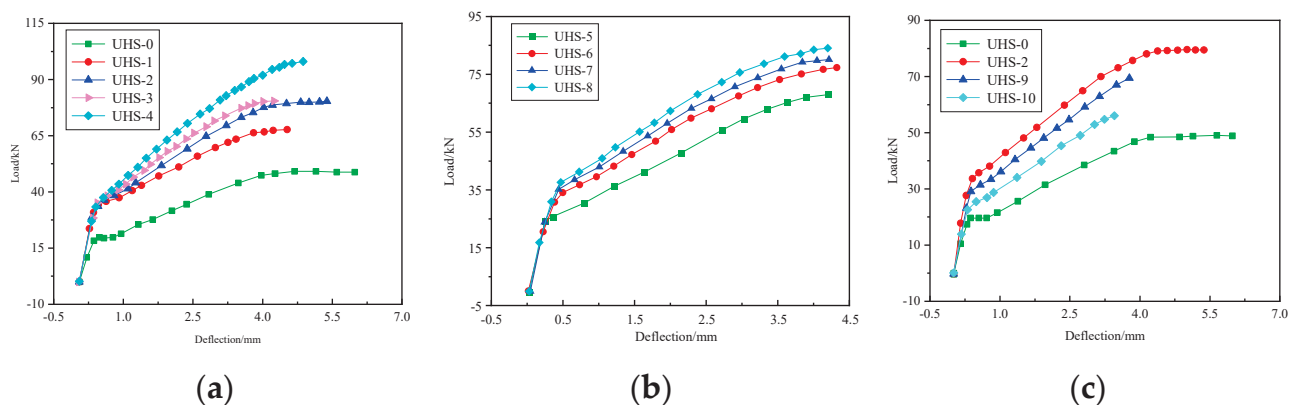 115
90
65
40
15
-10
Load/kN
UHS-0
UHS-1
UHS-2
UHS-3
UHS-4
-0.5 1.0 2.5 4.0 5.5 7.0
Deflection/mm
(a)
95
75
55
35
15
-5
Load/kN
UHS-5
UHS-6
UHS-7
UHS-8
-0.5 0.5 1.5 2.5 3.5 4.5
Deflection/mm
(b)
90
70
50
30
10
-10
Load/kN
UHS-0
UHS-2
UHS-9
UHS-10
-0.5 1.0 2.5 4.0 5.5 7.0
Deflection/mm
(c)